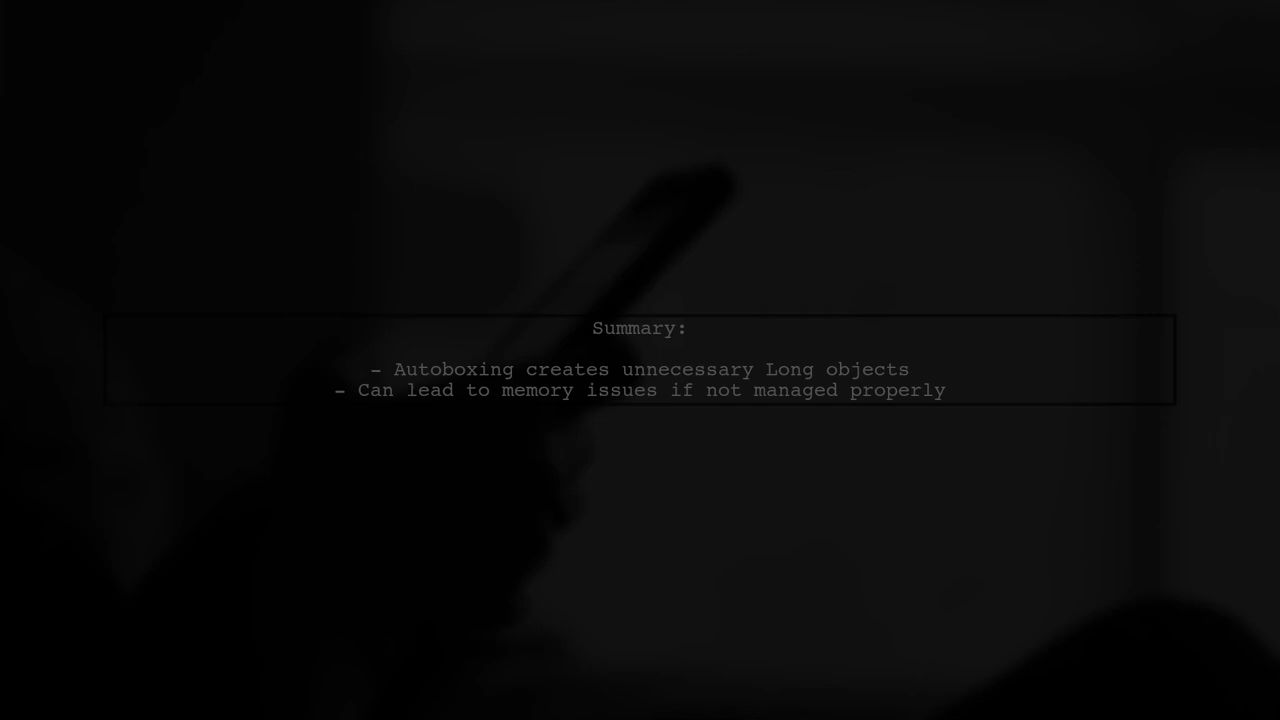 Summary:
- Autoboxing creates unnecessary Long objects
- Can lead to memory issues if not managed properly